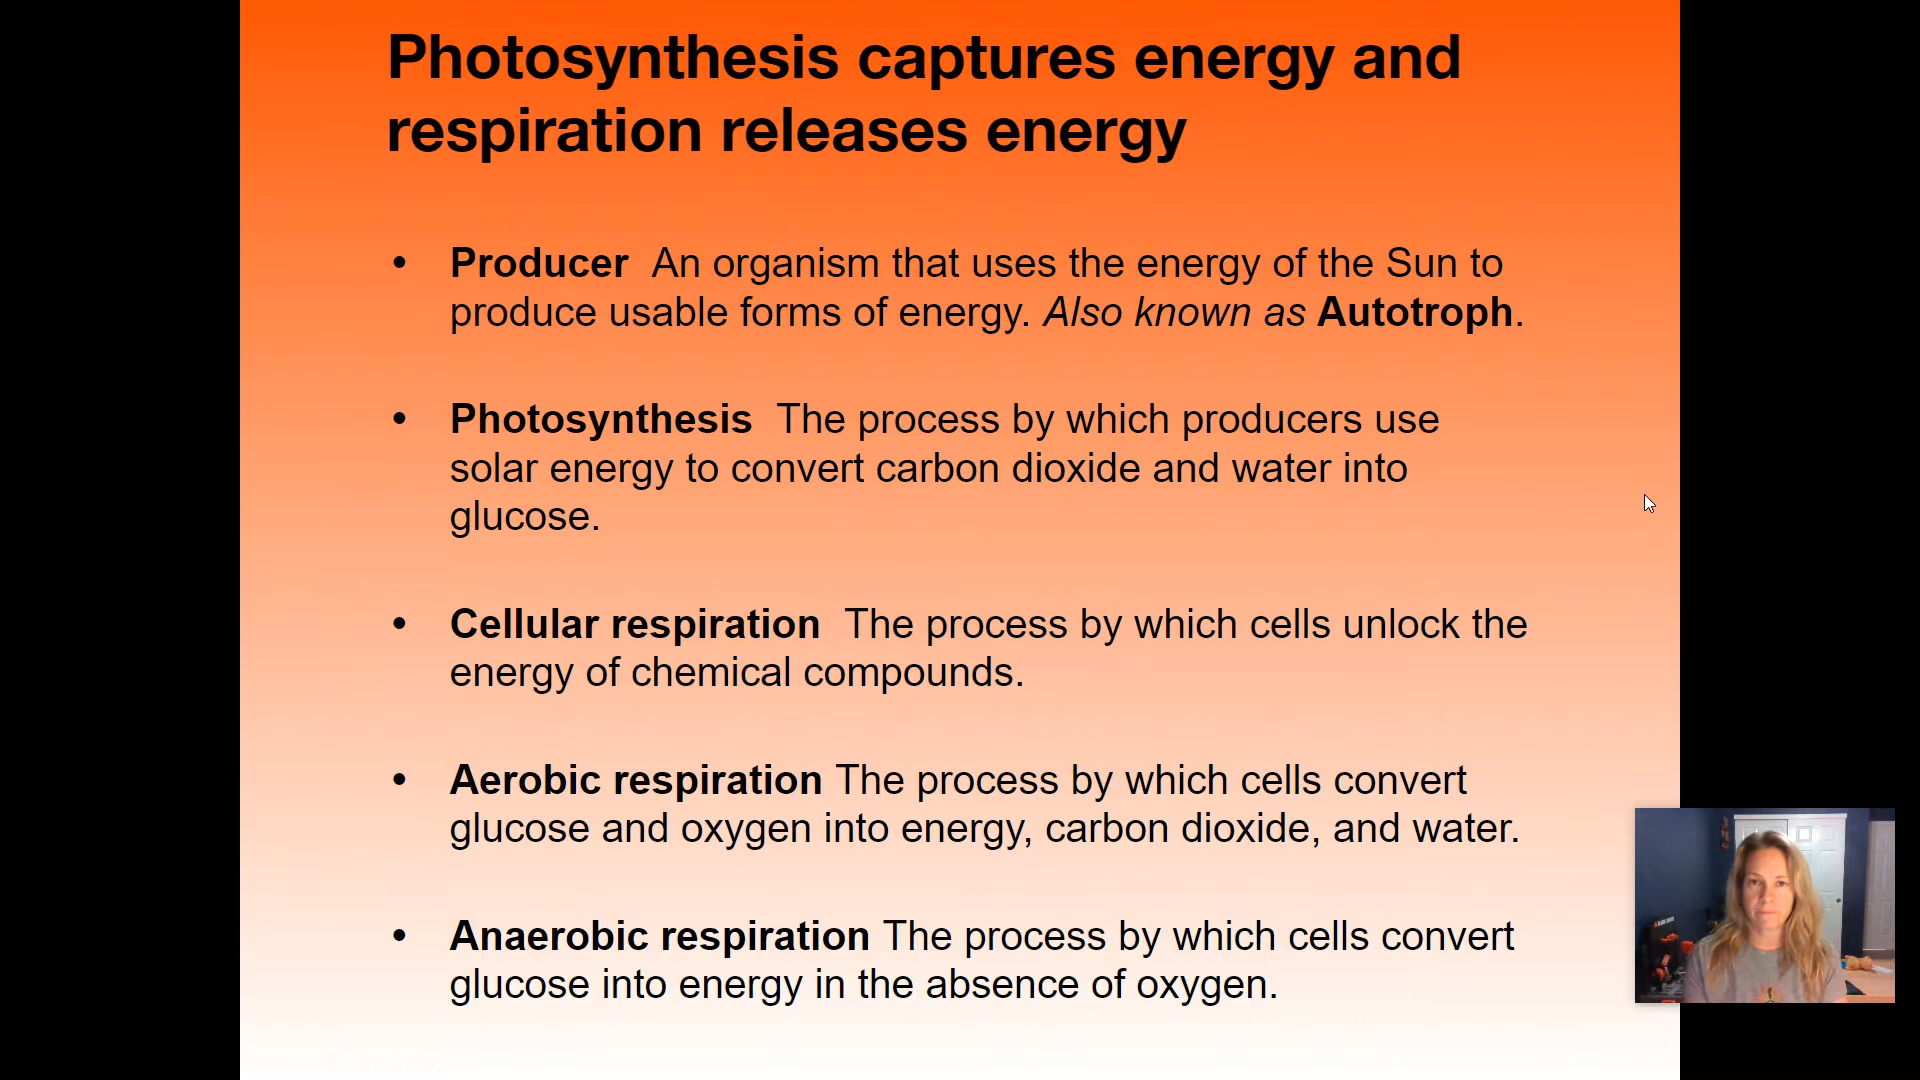 Photosynthesis captures energy and
respiration releases energy
• Producer An organism that uses the energy of the Sun to
produce usable forms of energy. Also known as Autotroph.
• Photosynthesis The process by which producers use
solar energy to convert carbon dioxide and water into
glucose.
• Cellular respiration The process by which cells unlock the
energy of chemical compounds.
• Aerobic respiration The process by which cells convert
glucose and oxygen into energy, carbon dioxide, and water.
• Anaerobic respiration The process by which cells convert
glucose into energy in the absence of oxygen.